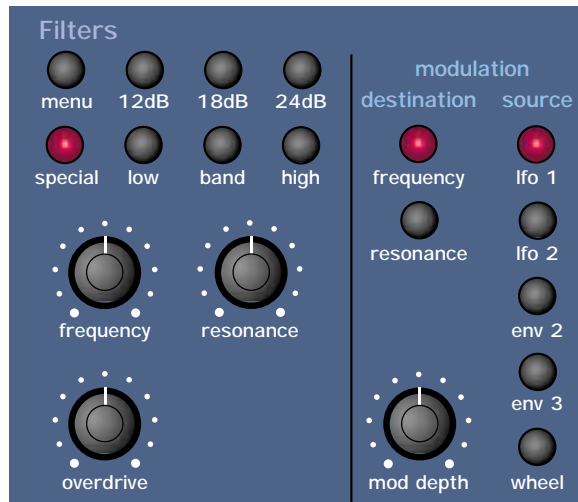 Filters
menu 12dB 18dB 24dB
special low band high
frequency resonance
overdrive
modulation
destination source
frequency lfo 1
resonance lfo 2
env 2
env 3
mod depth wheel